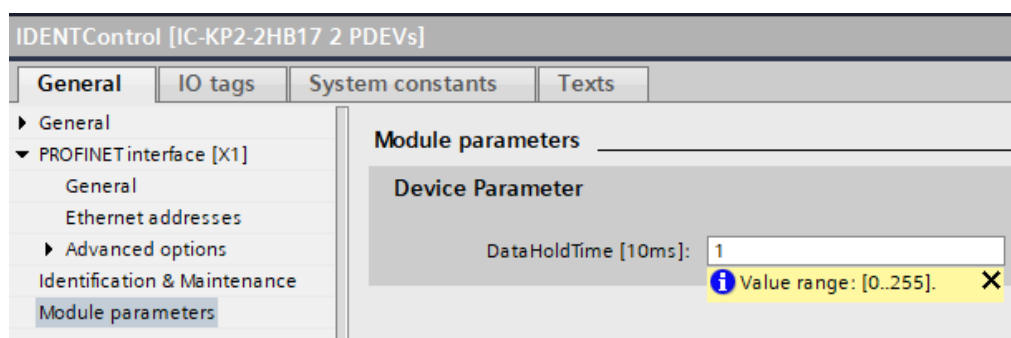 IDENTControl [IC-KP2-2HB17 2 PDEVs]
General IO tags System constants Texts
General
PROFINET interface [X1]
General
Ethernet addresses
Advanced options
Identification & Maintenance
Module parameters
Module parameters
Device Parameter
DataHoldTime [10ms]: 1
Value range: [0..255].